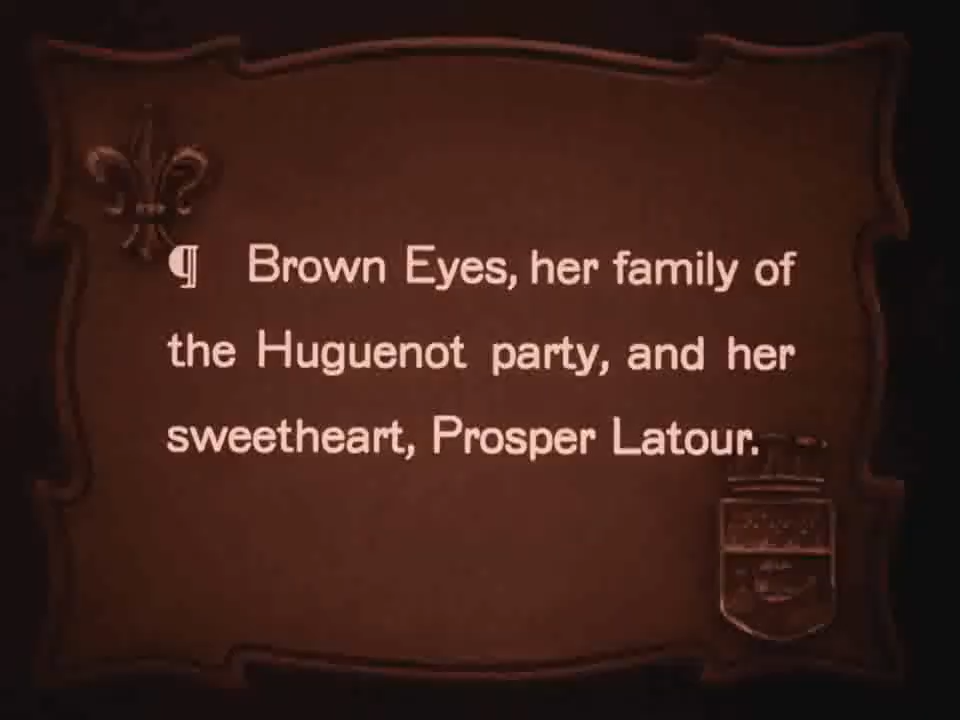 ¶ Brown Eyes, her family of
the Huguenot party, and her
sweetheart, Prosper Latour.